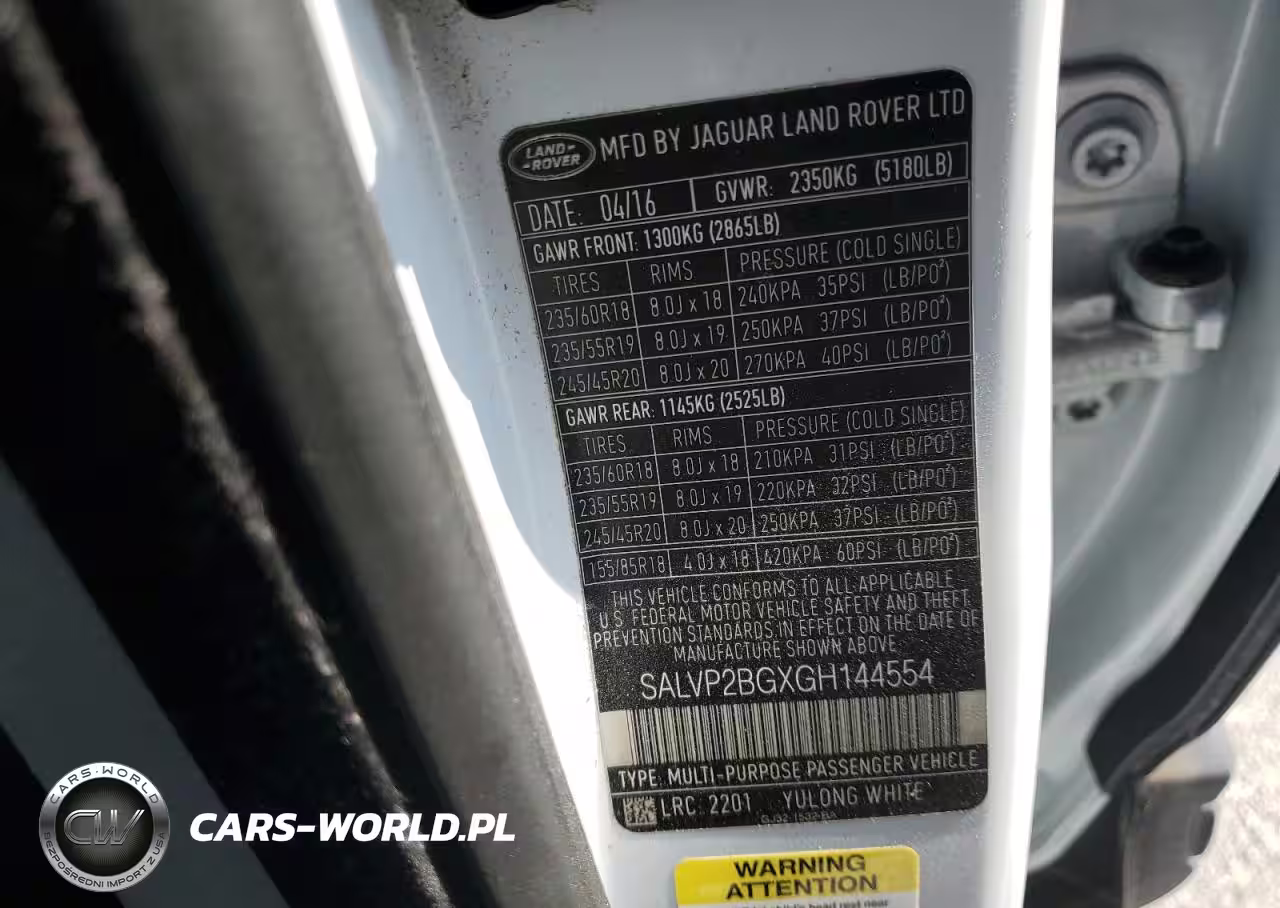 LAND-
-ROVER
MFD BY JAGUAR LAND ROVER LTD
DATE: 04/16 GVWR: 2350KG (5180LB)
GAWR FRONT: 1300KG (2865LB)
TIRES RIMS PRESSURE (COLD SINGLE)
235/60R18 8.0J x 18 240KPA 35PSI (LB/PO²)
235/55R19 8.0J x 19 250KPA 37PSI (LB/PO²)
245/45R20 8.0J x 20 270KPA 40PSI (LB/PO²)
GAWR REAR: 1145KG (2525LB)
TIRES RIMS PRESSURE (COLD SINGLE)
235/60R18 8.0J x 18 210KPA 31PSI (LB/PO²)
235/55R19 8.0J x 19 220KPA 32PSI (LB/PO²)
245/45R20 8.0J x 20 250KPA 37PSI (LB/PO²)
155/85R18 4.0J x 18 420KPA 60PSI (LB/PO²)
THIS VEHICLE CONFORMS TO ALL APPLICABLE
U.S. FEDERAL MOTOR VEHICLE SAFETY AND THEFT
PREVENTION STANDARDS IN EFFECT ON THE DATE OF
MANUFACTURE SHOWN ABOVE
SALVP2BGXGH144554
TYPE: MULTI-PURPOSE PASSENGER VEHICLE
LRC: 2201 YULONG WHITE
WARNING
ATTENTION
head rest near
CARS-WORLD
CW
BEZPOŚREDNI IMPORT Z USA
CARS-WORLD.PL